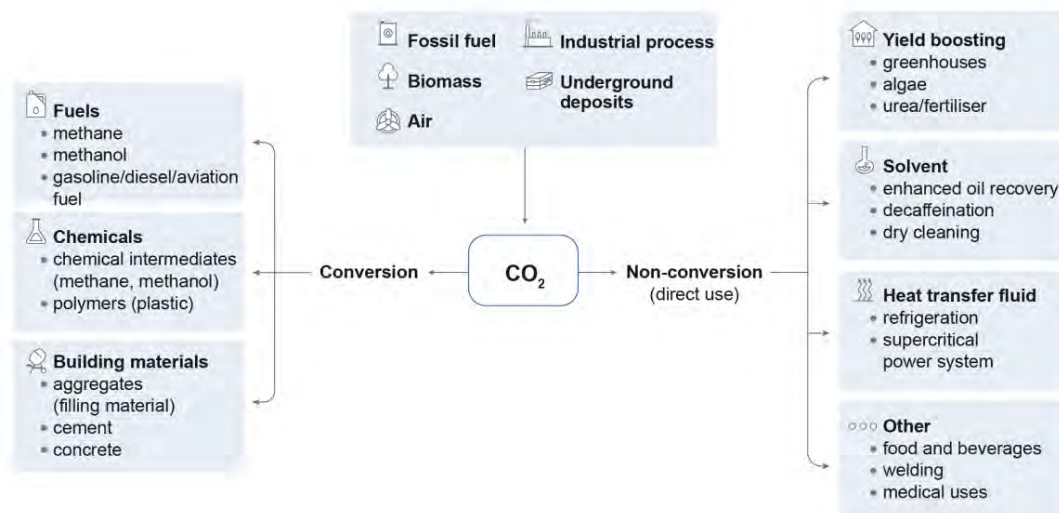 Fossil fuel
Industrial process
Biomass
Underground
deposits
Air
Fuels
• methane
• methanol
• gasoline/diesel/aviation
fuel
Chemicals
• chemical intermediates
(methane, methanol)
• polymers (plastic)
Building materials
• aggregates
(filling material)
• cement
• concrete
Conversion
CO₂
Non-conversion
(direct use)
Yield boosting
• greenhouses
• algae
• urea/fertiliser
Solvent
• enhanced oil recovery
• decaffeination
• dry cleaning
Heat transfer fluid
• refrigeration
• supercritical
power system
Other
• food and beverages
• welding
• medical uses